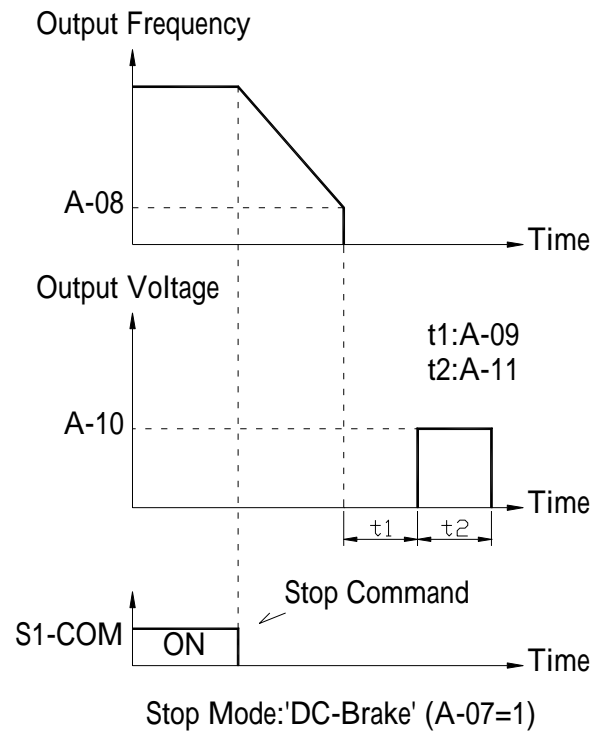 Output Frequency
A-08
Time
Output Voltage
t1:A-09
t2:A-11
A-10
Time
t1 t2
Stop Command
S1-COM ON
Time
Stop Mode:'DC-Brake' (A-07=1)